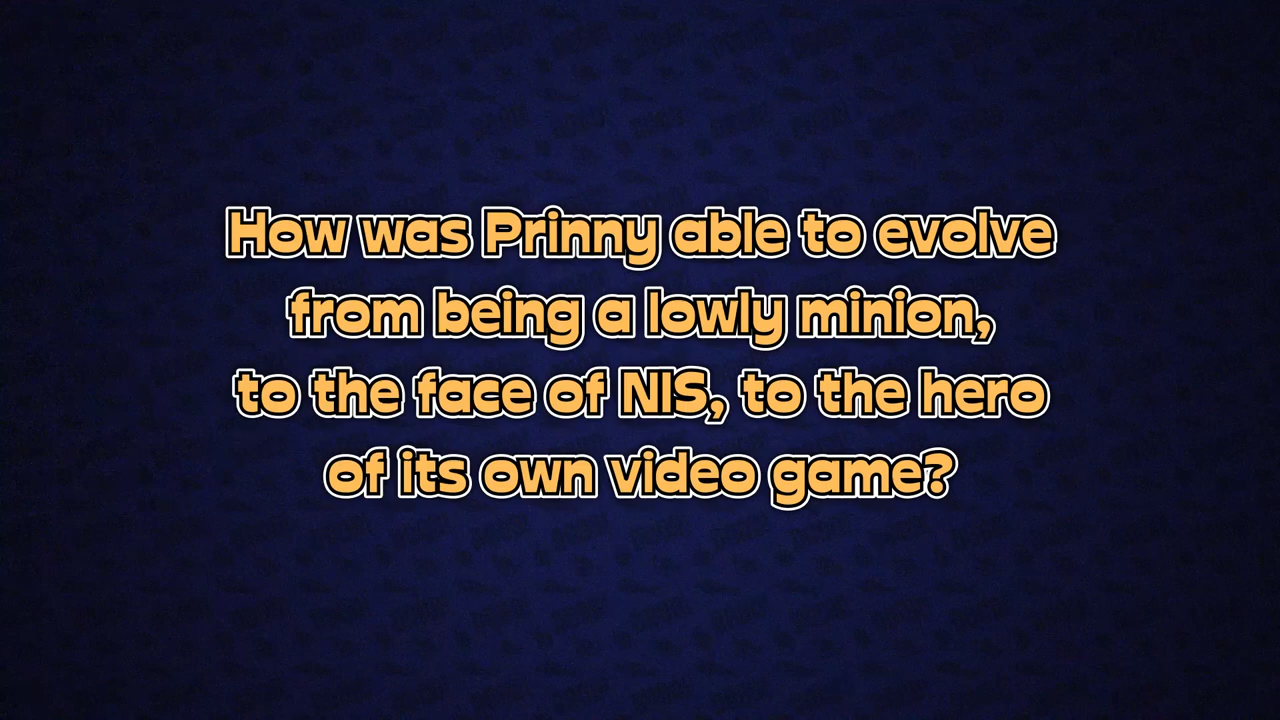 How was Prinny able to evolve
from being a lowly minion,
to the face of NIS, to the hero
of its own video game?